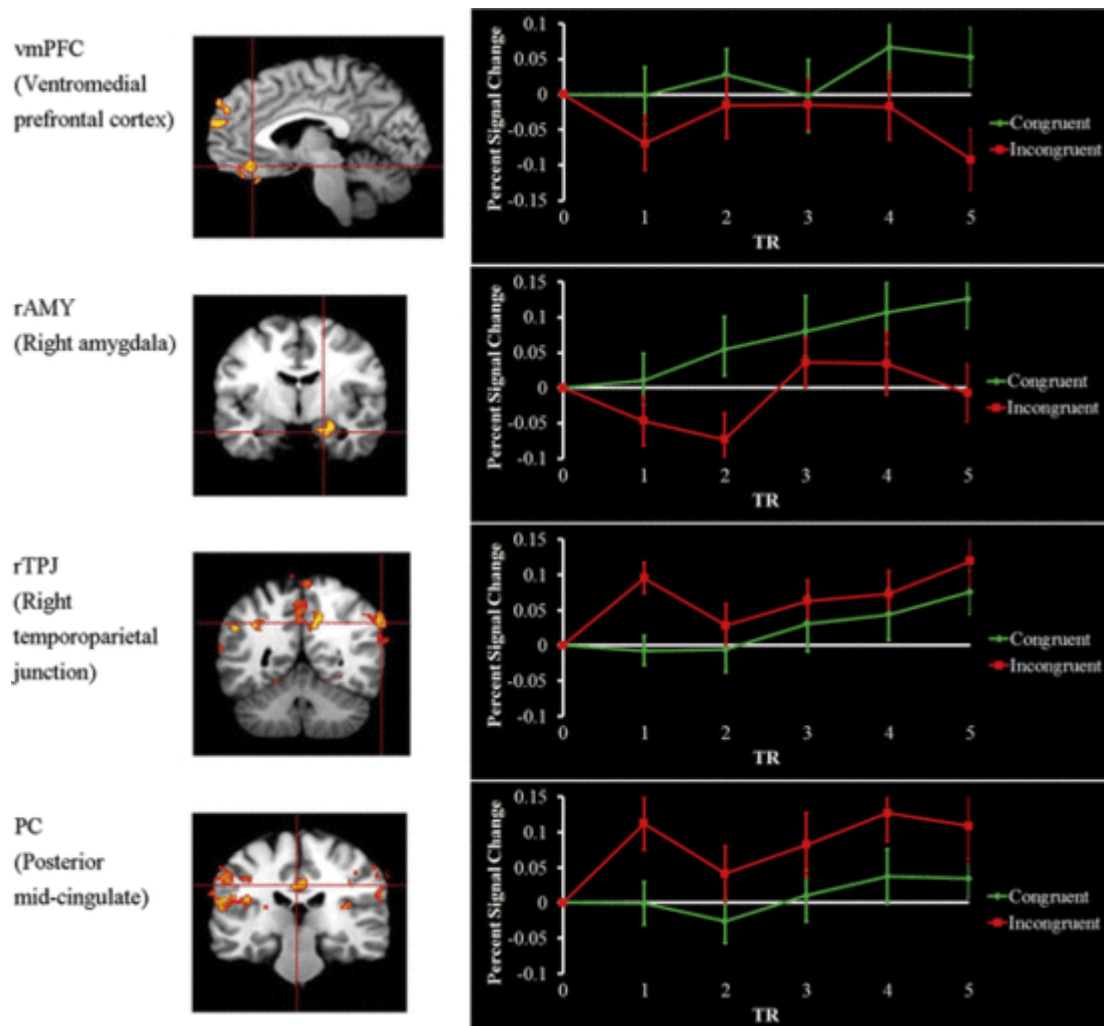 vmPFC
(Ventromedial
prefrontal cortex)
0.1
0.05
0
-0.05
-0.1
-0.15
Percent Signal Change
0 1 2 3 4 5
TR
Congruent
Incongruent
rAMY
(Right amygdala)
0.15
0.1
0.05
0
-0.05
-0.1
Percent Signal Change
0 1 2 3 4 5
TR
Congruent
Incongruent
rTPJ
(Right
temporoparietal
junction)
0.15
0.1
0.05
0
-0.05
-0.1
Percent Signal Change
0 1 2 3 4 5
TR
Congruent
Incongruent
PC
(Posterior
mid-cingulate)
0.15
0.1
0.05
0
-0.05
-0.1
Percent Signal Change
0 1 2 3 4 5
TR
Congruent
Incongruent